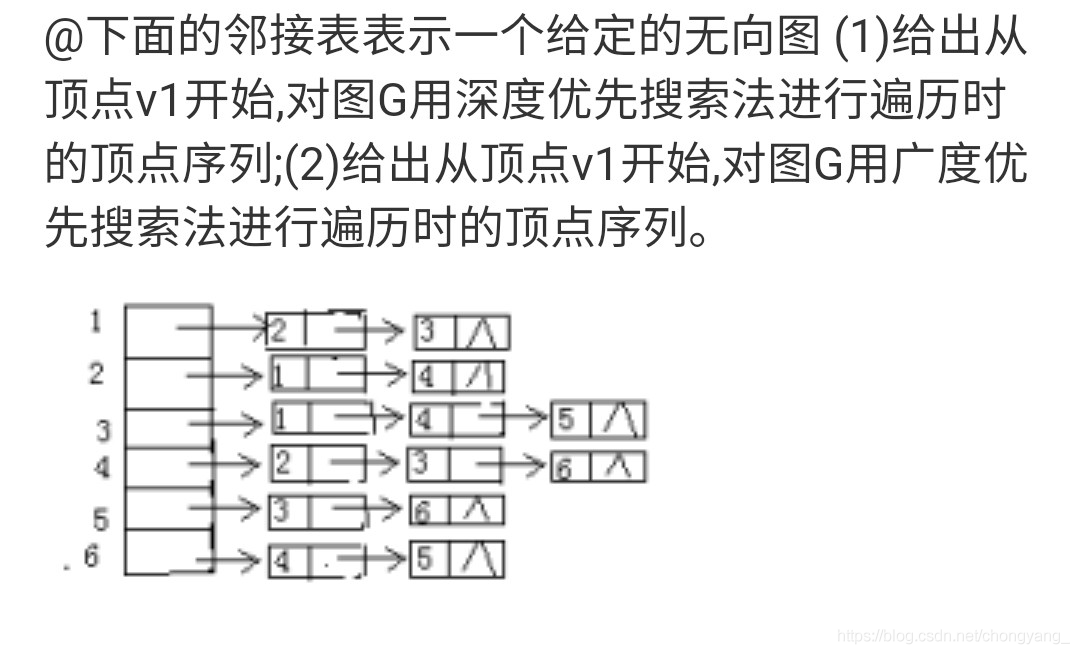 @下面的邻接表表示一个给定的无向图 (1)给出从
顶点v1开始,对图G用深度优先搜索法进行遍历时
的顶点序列;(2)给出从顶点v1开始,对图G用广度优
先搜索法进行遍历时的顶点序列。
1 2 3 ∧
2 1 4 ∧
3 1 4 5 ∧
4 2 3 6 ∧
5 3 6 ∧
.6 4 5 ∧
https://blog.csdn.net/chongyang_